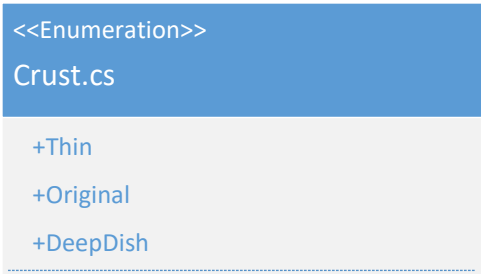 <<Enumeration>>
Crust.cs
+Thin
+Original
+DeepDish